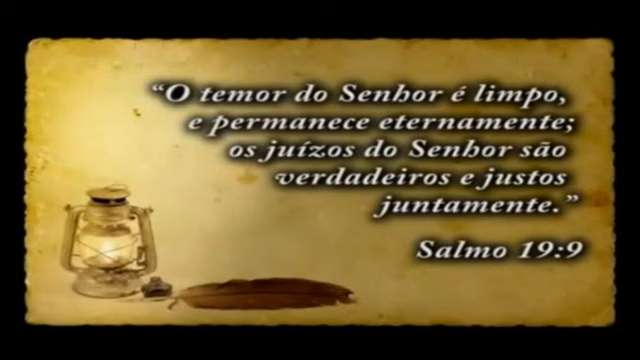 “O temor do Senhor é limpo,
e permanece eternamente;
os juízos do Senhor são
verdadeiros e justos
juntamente.”
Salmo 19:9